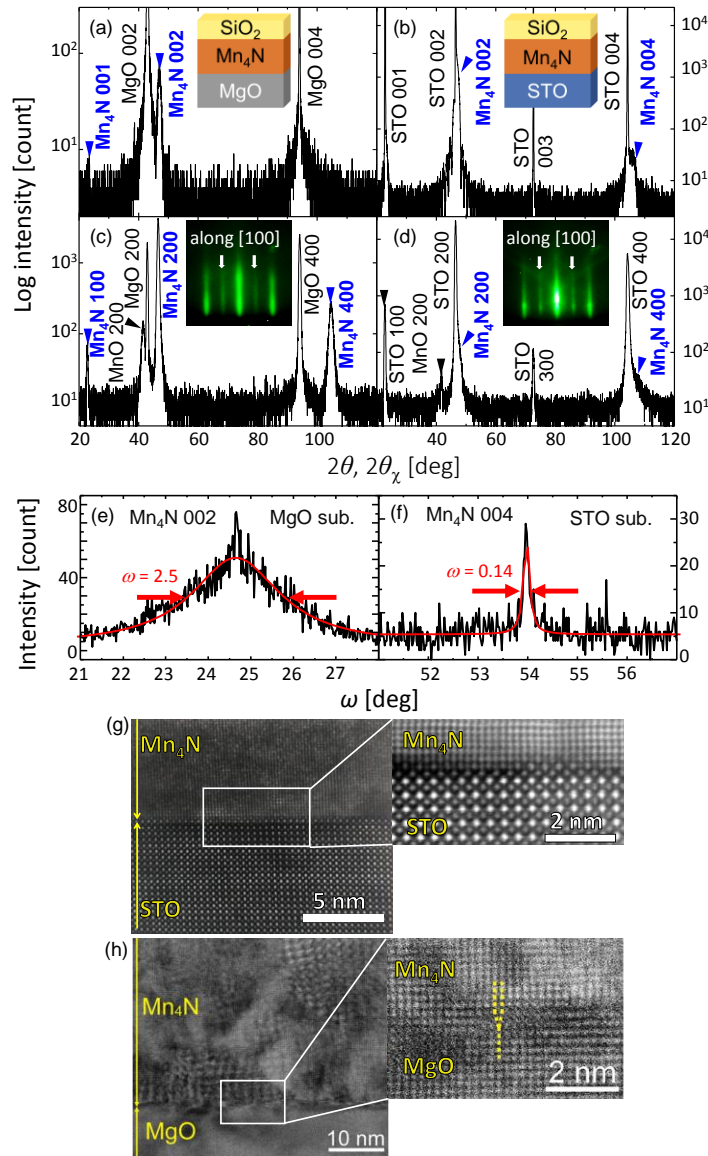 (a)
SiO2
Mn4N
MgO
Mn4N 001
MgO 002
Mn4N 002
MgO 004
10^2
10^1
(b)
SiO2
Mn4N
STO
STO 001
STO 002
Mn4N 002
STO
003
STO 004
Mn4N 004
10^4
10^3
10^2
10^1
Log intensity [count]
(c)
along [100]
Mn4N 100
MnO 200
MgO 200
Mn4N 200
MgO 400
Mn4N 400
10^3
10^2
10^1
(d)
along [100]
STO 100
MnO 200
STO 200
Mn4N 200
STO
300
STO 400
Mn4N 400
10^4
10^3
10^2
10^1
20 40 60 80 100 40 60 80 100 120
2θ, 2θχ [deg]
Intensity [count]
80
60
40
20
0
(e) Mn4N 002 MgO sub.
ω = 2.5
(f) Mn4N 004 STO sub.
ω = 0.14
35
30
25
20
15
10
5
0
21 22 23 24 25 26 27 52 53 54 55 56
ω [deg]
(g)
Mn4N
STO
5 nm
Mn4N
STO
2 nm
(h)
Mn4N
MgO
10 nm
Mn4N
MgO
2 nm